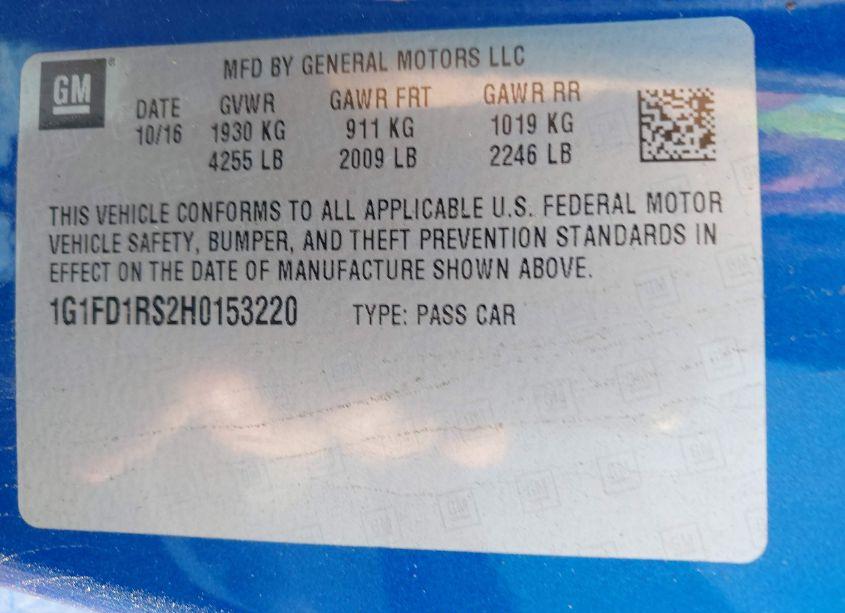 GM®
MFD BY GENERAL MOTORS LLC
DATE GVWR GAWR FRT GAWR RR
10/16 1930 KG 911 KG 1019 KG
4255 LB 2009 LB 2246 LB
THIS VEHICLE CONFORMS TO ALL APPLICABLE U.S. FEDERAL MOTOR
VEHICLE SAFETY, BUMPER, AND THEFT PREVENTION STANDARDS IN
EFFECT ON THE DATE OF MANUFACTURE SHOWN ABOVE.
1G1FD1RS2H0153220 TYPE: PASS CAR